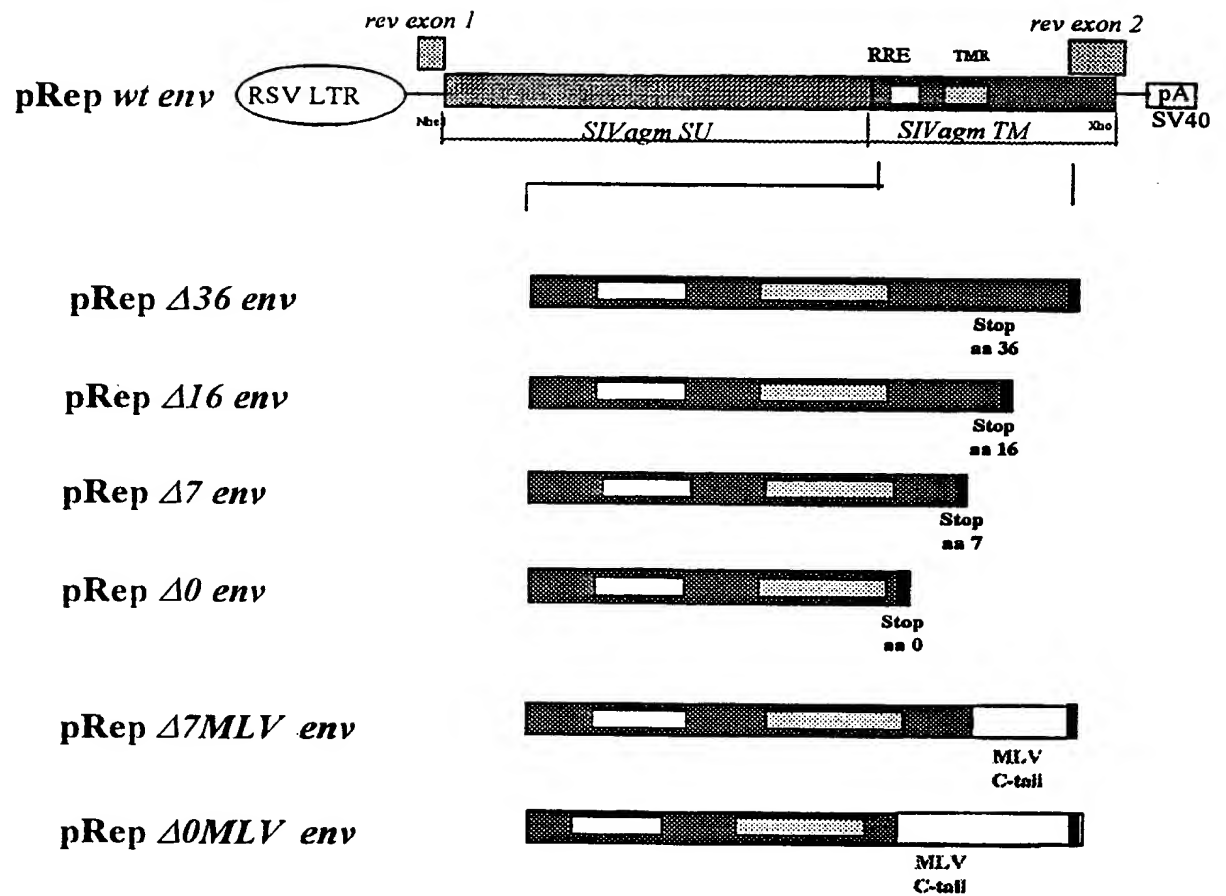 rev exon 1
rev exon 2
RRE
TMR
pRep wt env
RSV LTR
pA
SV40
Nhe
SIVagm SU
SIVagm TM
Xho
pRep Δ36 env
Stop
aa 36
pRep Δ16 env
Stop
aa 16
pRep Δ7 env
Stop
aa 7
pRep Δ0 env
Stop
aa 0
pRep Δ7MLV env
MLV
C-tail
pRep Δ0MLV env
MLV
C-tail